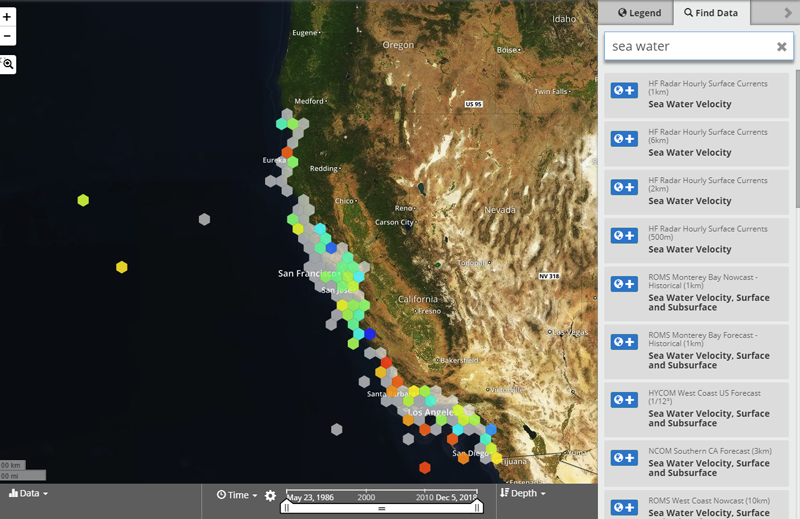 Idaho
Eugene
Oregon
Boise
Twin Falls
US 95
Medford
Eureka
Redding
Chico
Reno
Carson City
Nevada
Tonopah
NV 318
San Francisco
San Jose
California
Fresno
Las Vegas
Bakersfield
Santa Barbara
Los Angeles
San Diego
Tijuana
Ensenada
00 km
00 mi
Data
Time
May 23, 1986
2000
2010
Dec 5, 2018
Depth
Legend
Find Data
sea water
HF Radar Hourly Surface Currents
(1km)
Sea Water Velocity
HF Radar Hourly Surface Currents
(6km)
Sea Water Velocity
HF Radar Hourly Surface Currents
(2km)
Sea Water Velocity
HF Radar Hourly Surface Currents
(500m)
Sea Water Velocity
ROMS Monterey Bay Nowcast -
Historical (1km)
Sea Water Velocity, Surface
and Subsurface
ROMS Monterey Bay Forecast -
Historical (1km)
Sea Water Velocity, Surface
and Subsurface
HYCOM West Coast US Forecast
(1/12°)
Sea Water Velocity, Surface
and Subsurface
NCOM Southern CA Forecast (3km)
Sea Water Velocity, Surface
and Subsurface
ROMS West Coast Nowcast (10km)
Sea Water Velocity, Surface